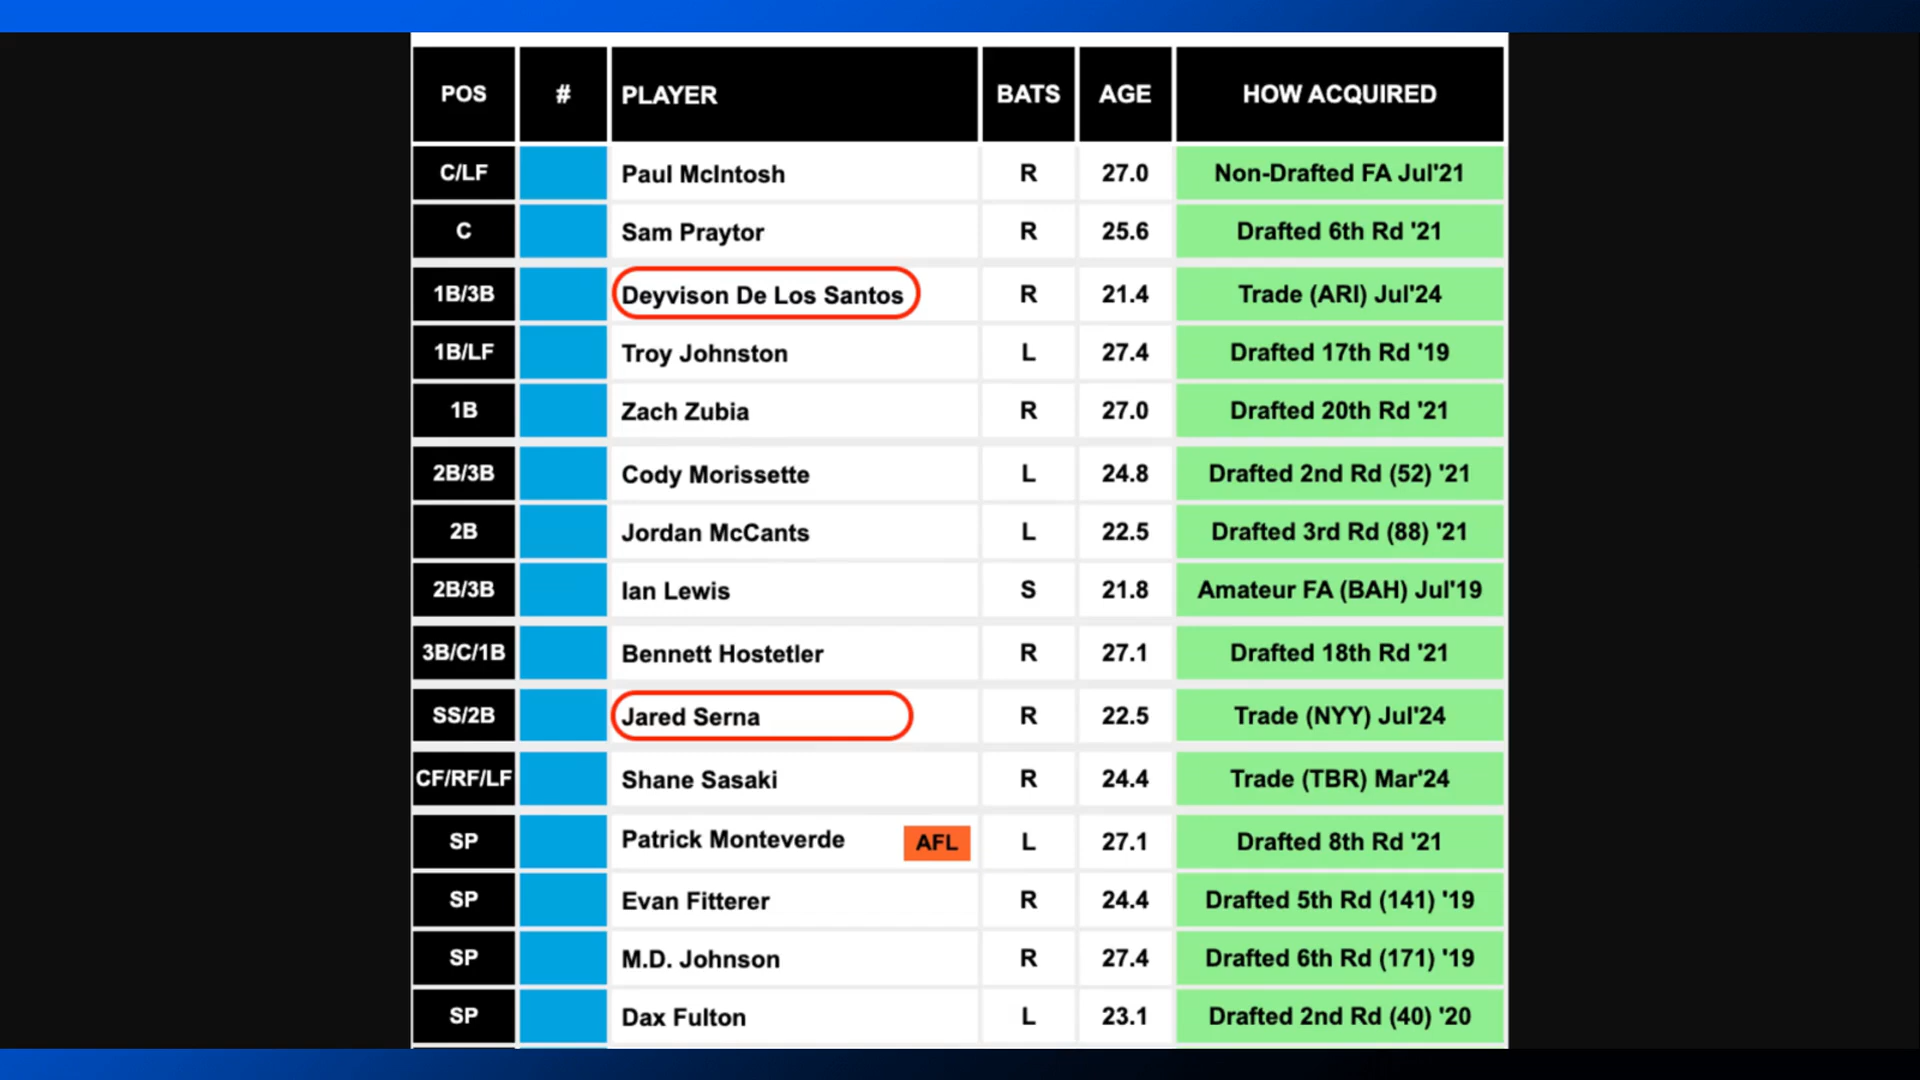 POS # PLAYER BATS AGE HOW ACQUIRED
C/LF Paul McIntosh R 27.0 Non-Drafted FA Jul'21
C Sam Praytor R 25.6 Drafted 6th Rd '21
1B/3B Deyvison De Los Santos R 21.4 Trade (ARI) Jul'24
1B/LF Troy Johnston L 27.4 Drafted 17th Rd '19
1B Zach Zubia R 27.0 Drafted 20th Rd '21
2B/3B Cody Morissette L 24.8 Drafted 2nd Rd (52) '21
2B Jordan McCants L 22.5 Drafted 3rd Rd (88) '21
2B/3B Ian Lewis S 21.8 Amateur FA (BAH) Jul'19
3B/C/1B Bennett Hostetler R 27.1 Drafted 18th Rd '21
SS/2B Jared Serna R 22.5 Trade (NYY) Jul'24
CF/RF/LF Shane Sasaki R 24.4 Trade (TBR) Mar'24
SP Patrick Monteverde AFL L 27.1 Drafted 8th Rd '21
SP Evan Fitterer R 24.4 Drafted 5th Rd (141) '19
SP M.D. Johnson R 27.4 Drafted 6th Rd (171) '19
SP Dax Fulton L 23.1 Drafted 2nd Rd (40) '20